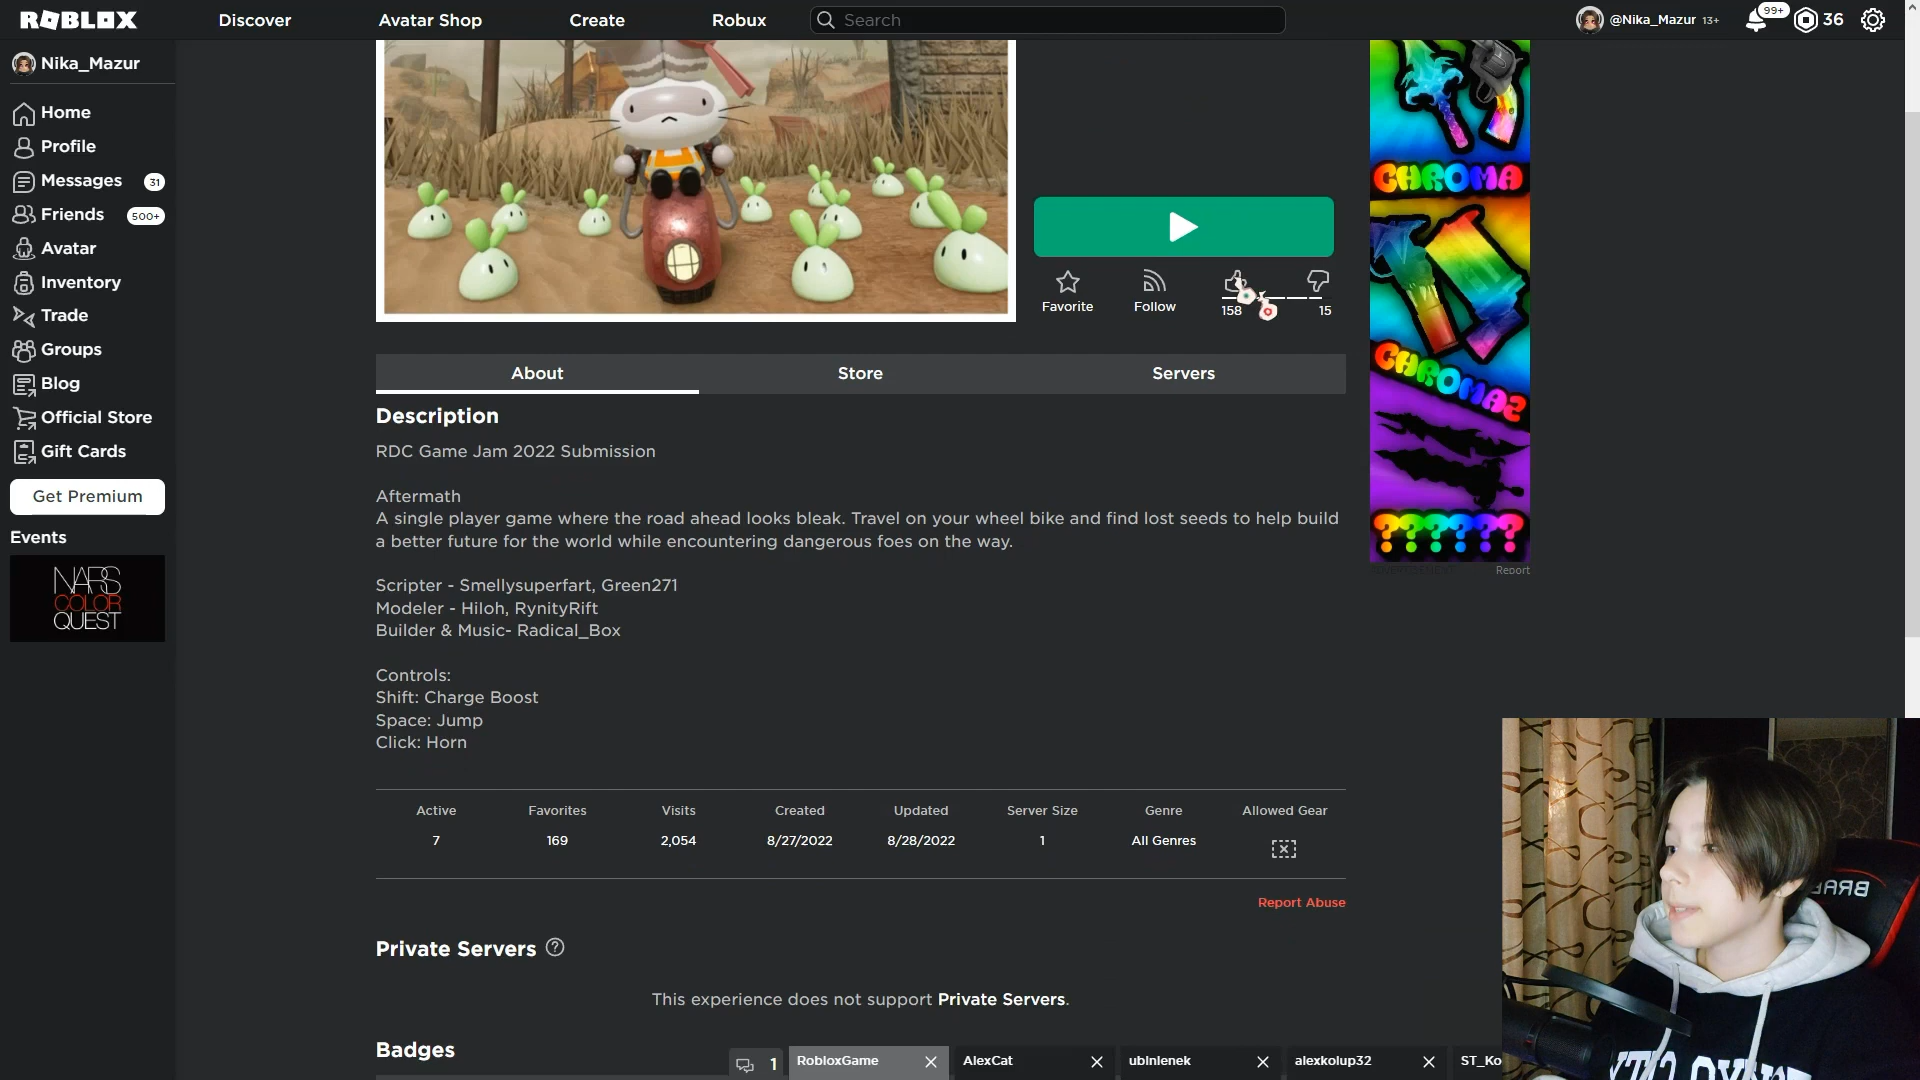 ROBLOX
Discover
Avatar Shop
Create
Robux
Search
@Nika_Mazur 13+
99+
36
Nika_Mazur
Home
Profile
Messages 31
Friends 500+
Avatar
Inventory
Trade
Groups
Blog
Official Store
Gift Cards
Get Premium
Events
NARS
COLOR
QUEST
Favorite
Follow
158
15
CHROMA
CHROMA?
??????
Report
About
Store
Servers
Description
RDC Game Jam 2022 Submission
Aftermath
A single player game where the road ahead looks bleak. Travel on your wheel bike and find lost seeds to help build
a better future for the world while encountering dangerous foes on the way.
Scripter - Smellysuperfart, Green271
Modeler - Hiloh, RynityRift
Builder & Music- Radical_Box
Controls:
Shift: Charge Boost
Space: Jump
Click: Horn
Active Favorites Visits Created Updated Server Size Genre Allowed Gear
7 169 2,054 8/27/2022 8/28/2022 1 All Genres
Report Abuse
Private Servers
This experience does not support Private Servers.
Badges
1
RobloxGame
AlexCat
ubinienek
alexkolup32
ST_Ko